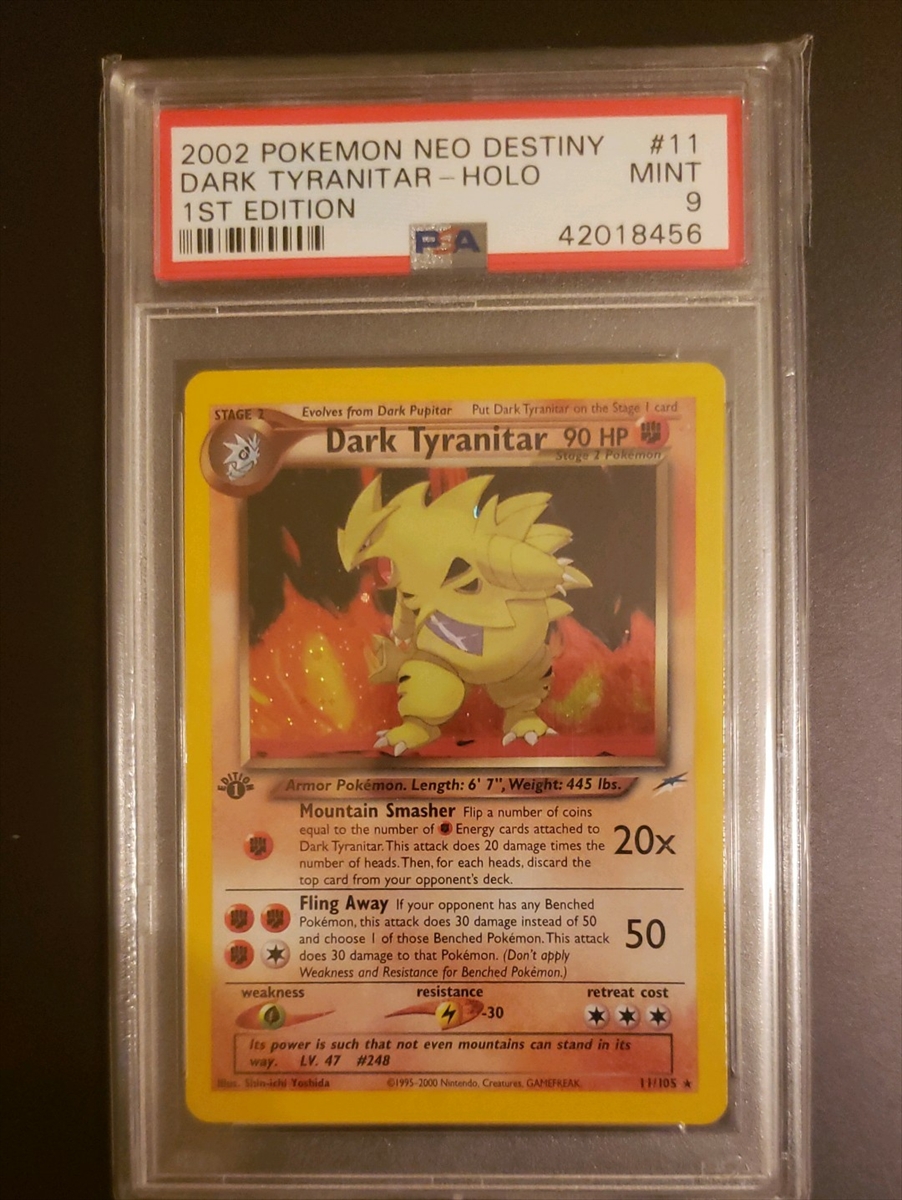 2002 POKEMON NEO DESTINY #11
DARK TYRANITAR - HOLO MINT
1ST EDITION 9
PSA 42018456
STAGE 2 Evolves from Dark Pupitar Put Dark Tyranitar on the Stage 1 card
Dark Tyranitar 90 HP
Stage 2 Pokémon
EDITION 1
Armor Pokémon. Length: 6' 7", Weight: 445 lbs.
Mountain Smasher Flip a number of coins
equal to the number of Energy cards attached to
Dark Tyranitar. This attack does 20 damage times the
number of heads. Then, for each heads, discard the
top card from your opponent's deck.
20x
Fling Away If your opponent has any Benched
Pokémon, this attack does 30 damage instead of 50
and choose 1 of those Benched Pokémon. This attack
does 30 damage to that Pokémon. (Don't apply
Weakness and Resistance for Benched Pokémon.)
50
weakness resistance retreat cost
-30
Its power is such that not even mountains can stand in its
way. LV. 47 #248
Illus. Shin-ichi Yoshida ©1995-2000 Nintendo, Creatures, GAMEFREAK. 11/105 ★